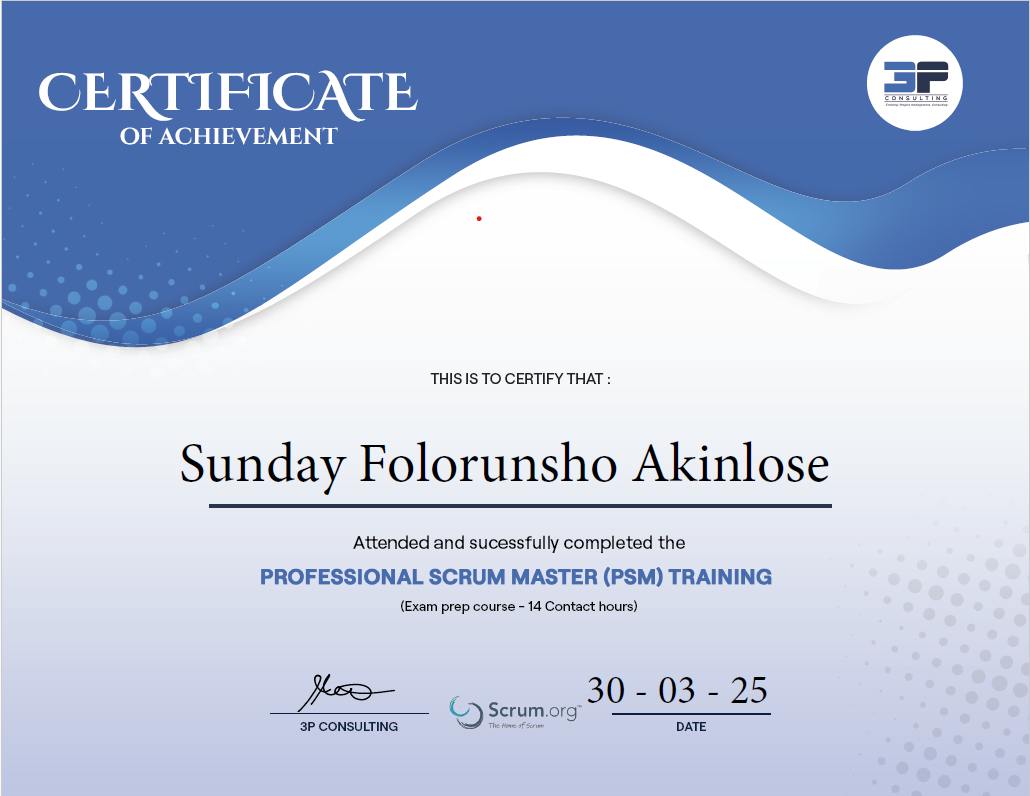 CERTIFICATE
OF ACHIEVEMENT
3P
CONSULTING
THIS IS TO CERTIFY THAT :
Sunday Folorunsho Akinlose
Attended and sucessfully completed the
PROFESSIONAL SCRUM MASTER (PSM) TRAINING
(Exam prep course - 14 Contact hours)
30 - 03 - 25
Scrum.org™
The Home of Scrum
3P CONSULTING
DATE